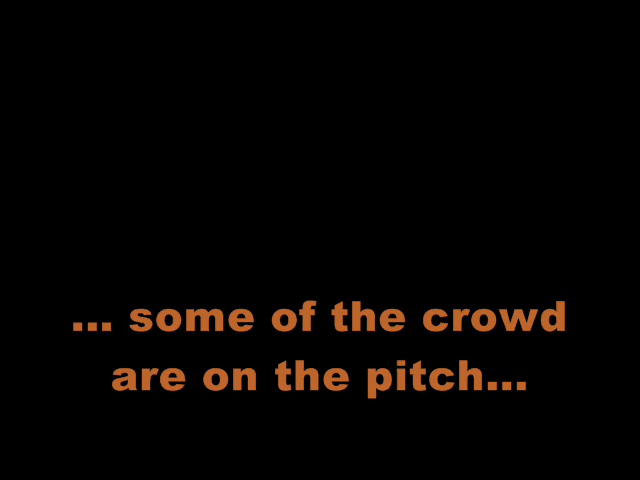 ... some of the crowd
are on the pitch...